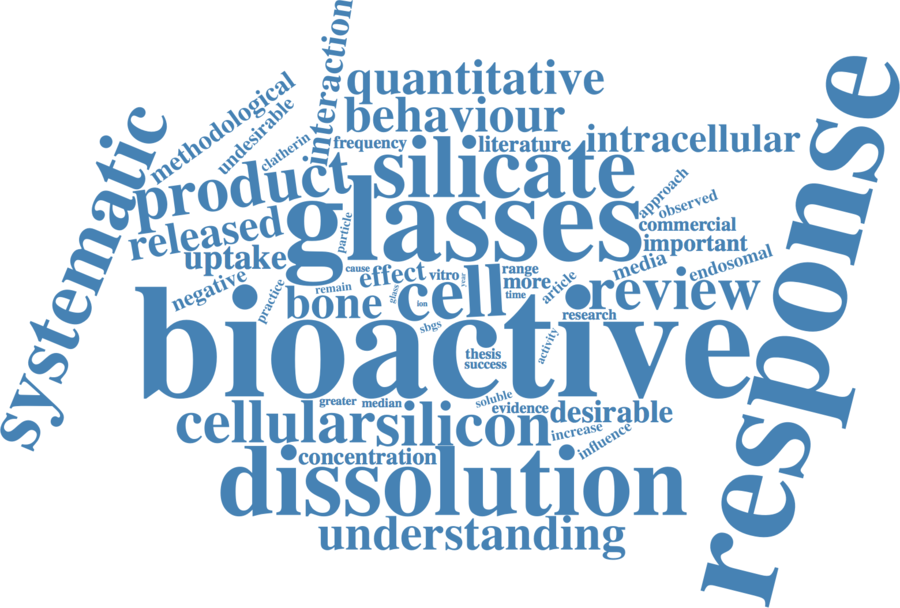 interaction
quantitative
methodological
behaviour
undesirable
systematic
response
clatherin
frequency
literature
intracellular
product
silicate
approach
observed
glasses
particle
commercial
released
important
uptake
media
endosomal
negative
cause
effect
vitro
year
cell
range
more
time
article
review
practice
remain
bone
glass
ion
research
bioactive
sbgs
activity
thesis
success
greater
median
soluble
evidence
desirable
cellular
silicon
increase
influence
concentration
dissolution
understanding